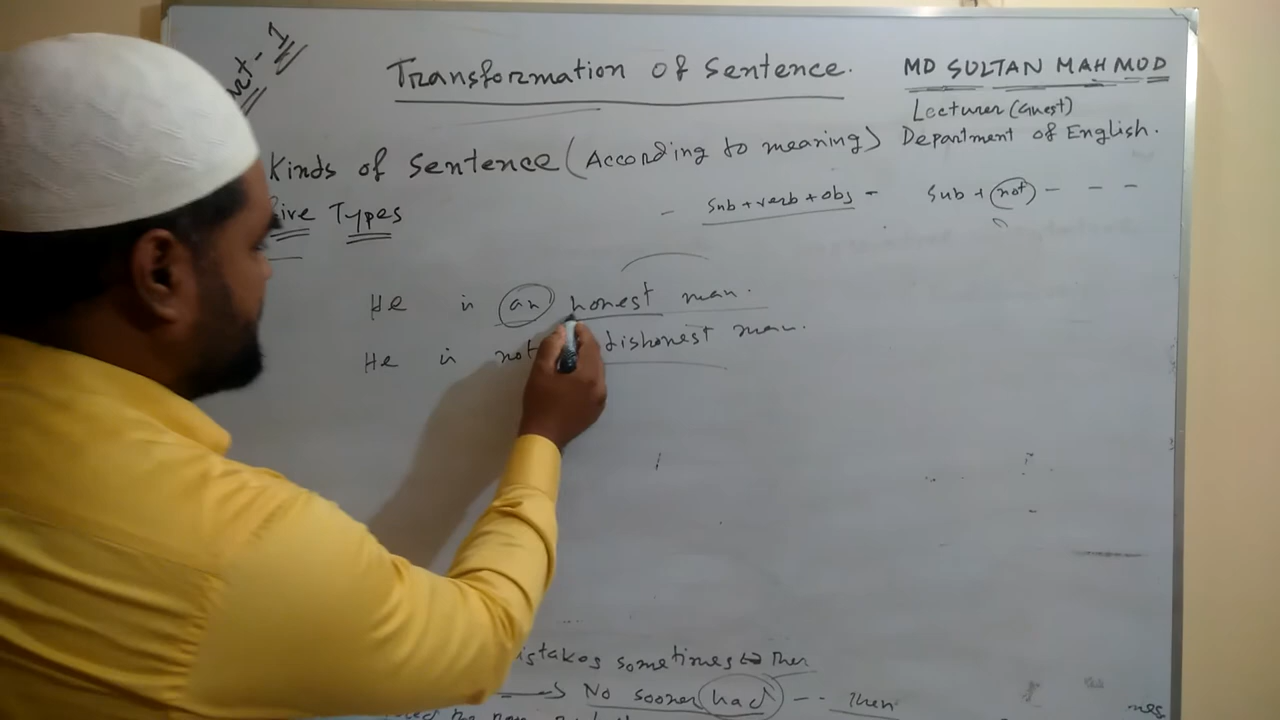 Transformation of Sentence.
MD SULTAN MAHMOD
Lecturer (Guest)
Department of English.
Kinds of Sentence (According to meaning)
Types
- Sub + verb + obj -
Sub + not - - -
He is an honest man.
He is not dishonest man.
sometimes Then
No sooner had -- Then